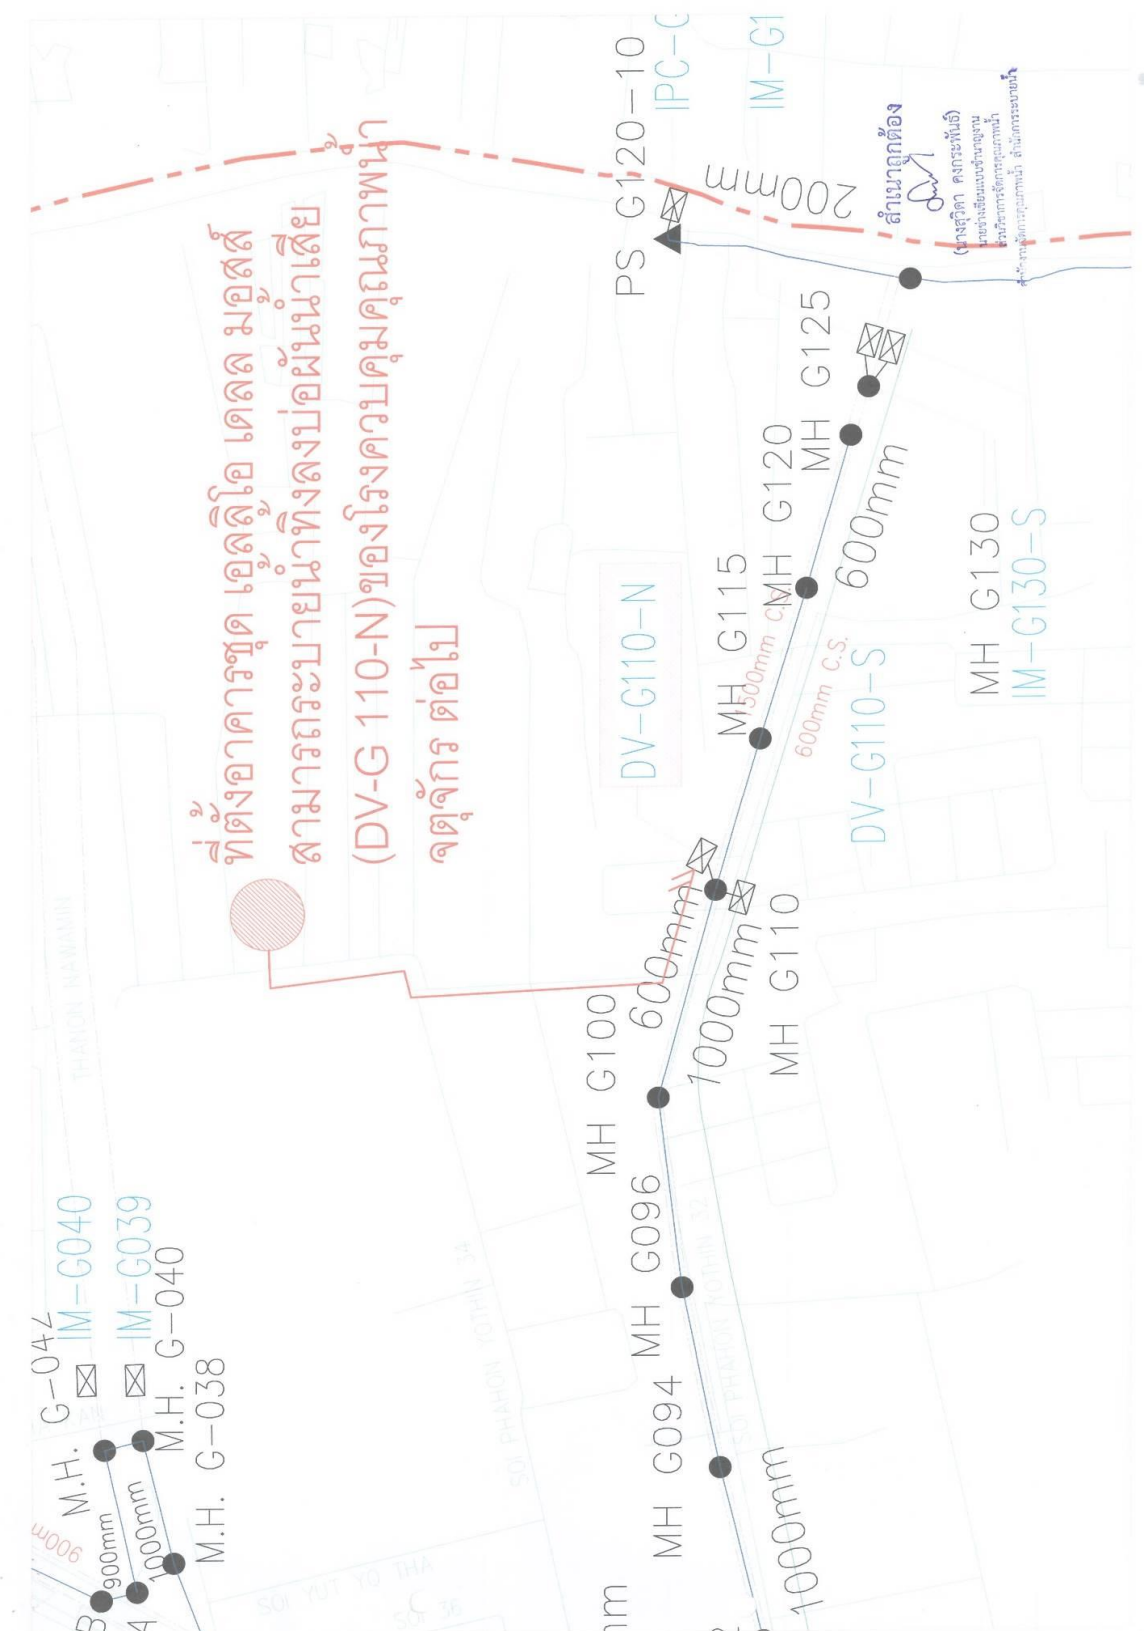 ที่ตั้งอาคารชุด เอลลิโอ เดลล มอสส์
สามารถระบายน้ำทิ้งลงบ่อผันน้ำเสีย
(DV-G 110-N)ของโรงควบคุมคุณภาพน้ำ
จตุจักร ต่อไป
PS G120-10
IPC-G
IM-G1
200mm
สำเนาถูกต้อง
MH G125
MH G120
MH G115
600mm
MH G130
IM-G130-S
DV-G110-N
1500mm C.S.
600mm C.S.
DV-G110-S
600mm
1000mm
MH G110
MH G100
MH G096
MH G094
1000mm
THANON NAWAMIN
SOI PHAHON YOTHIN 34
SOI PHAHON YOTHIN 32
SOI YUT YO THA
SOI 36
IM-G040
IM-G039
M.H. G-042
M.H. G-040
M.H. G-038
900m
900mm
1000mm